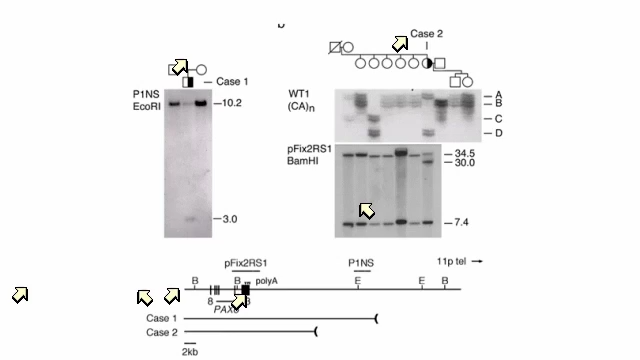 Case 2
Case 1
P1NS
EcoRI
10.2
3.0
WT1
(CA)n
A
B
C
D
pFix2RS1
BamHI
34.5
30.0
7.4
pFix2RS1
P1NS
11p tel
B
B
polyA
E
E
B
8
Case 1
Case 2
2kb